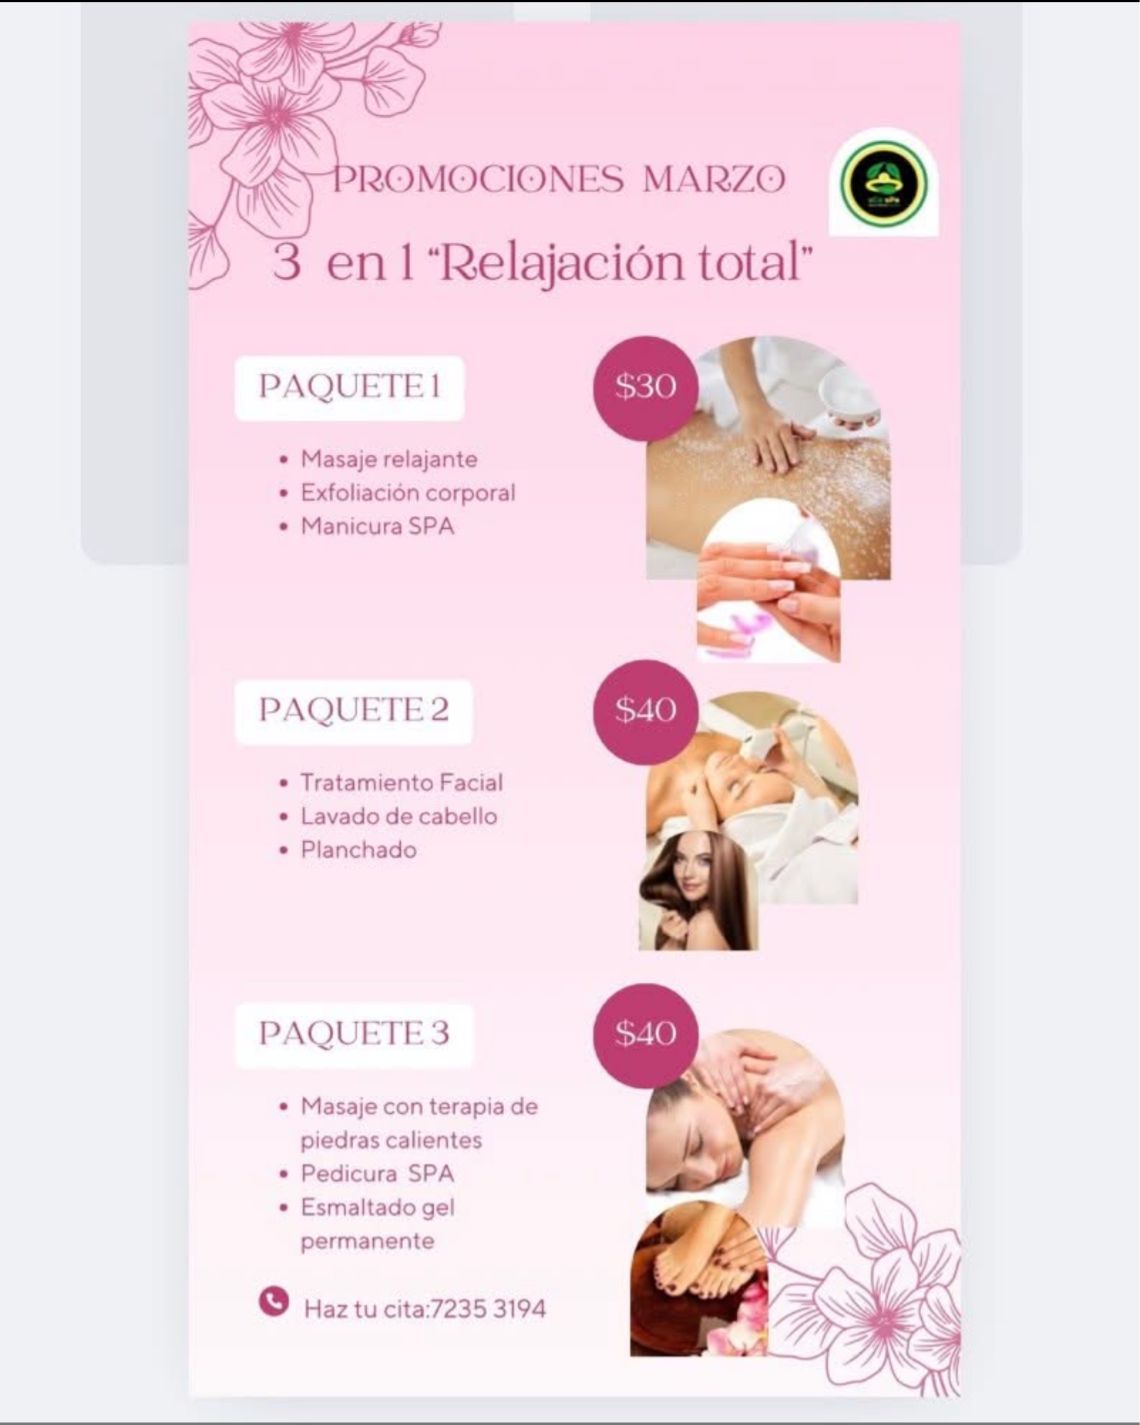 PROMOCIONES MARZO
3 en 1 “Relajación total”
PAQUETE 1
$30
• Masaje relajante
• Exfoliación corporal
• Manicura SPA
PAQUETE 2
$40
• Tratamiento Facial
• Lavado de cabello
• Planchado
PAQUETE 3
$40
• Masaje con terapia de
piedras calientes
• Pedicura SPA
• Esmaltado gel
permanente
Haz tu cita:7235 3194